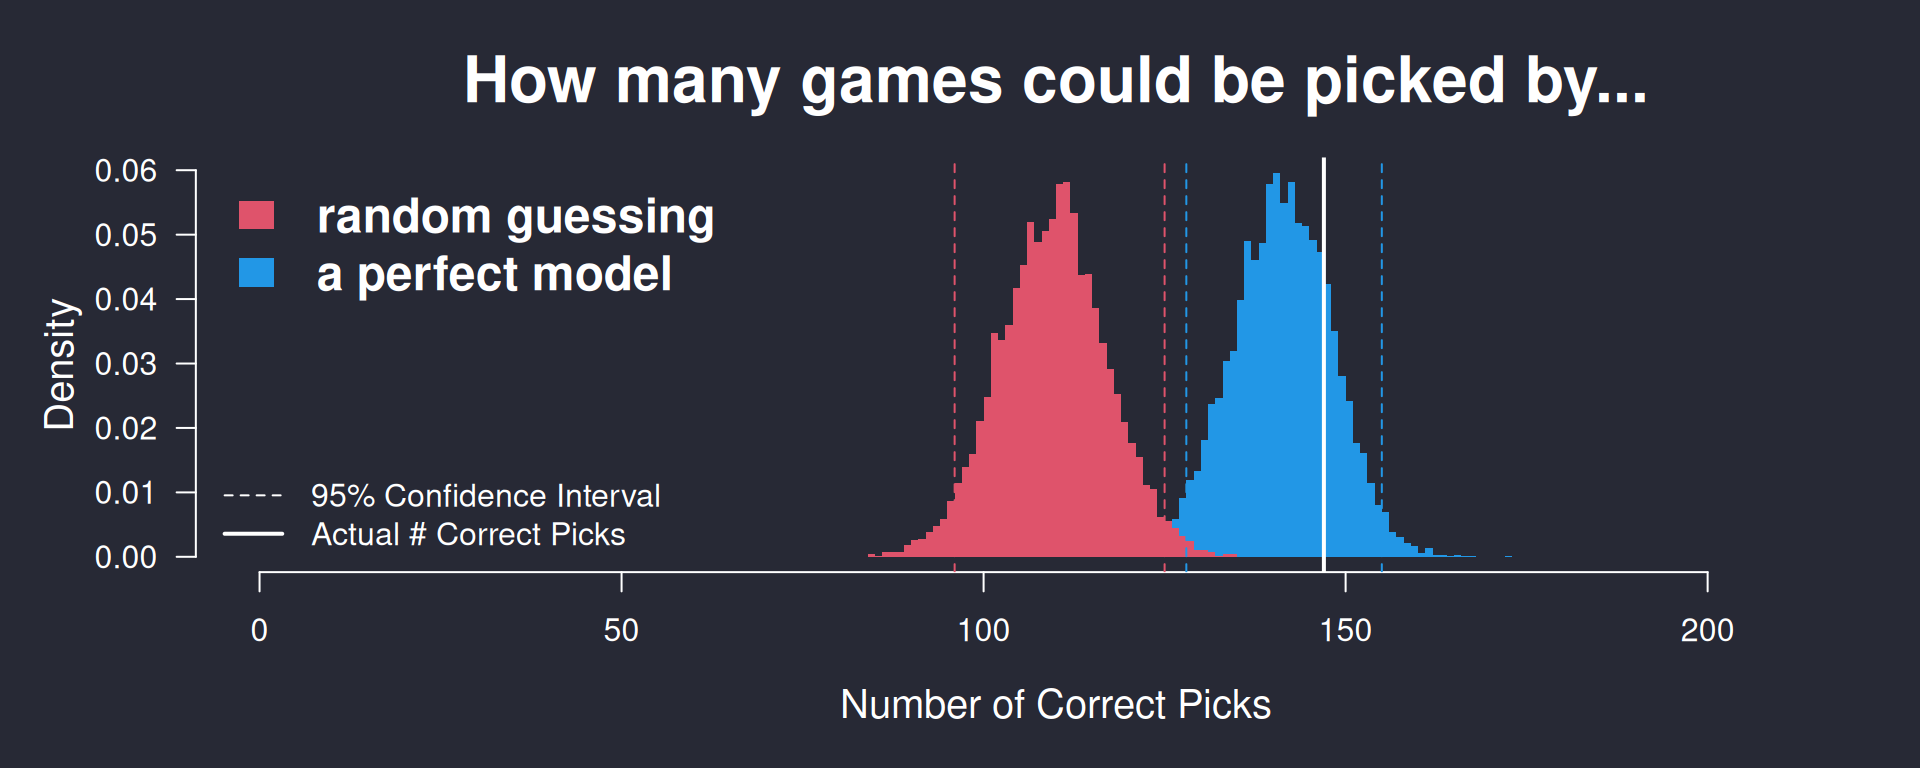 How many games could be picked by...
random guessing
a perfect model
95% Confidence Interval
Actual # Correct Picks
Density
0.06
0.05
0.04
0.03
0.02
0.01
0.00
0 50 100 150 200
Number of Correct Picks